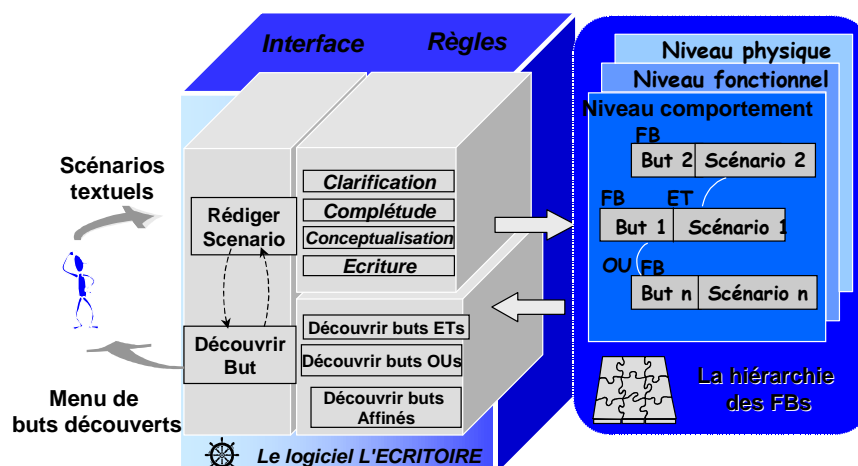 Interface
Règles
Scénarios
textuels
Rédiger
Scenario
Découvrir
But
Menu de
buts découverts
Clarification
Complétude
Conceptualisation
Ecriture
Découvrir buts ETs
Découvrir buts OUs
Découvrir buts
Affinés
Le logiciel L'ECRITOIRE
Niveau physique
Niveau fonctionnel
Niveau comportement
FB
But 2 Scénario 2
FB ET
But 1 Scénario 1
OU FB
But n Scénario n
La hiérarchie
des FBs